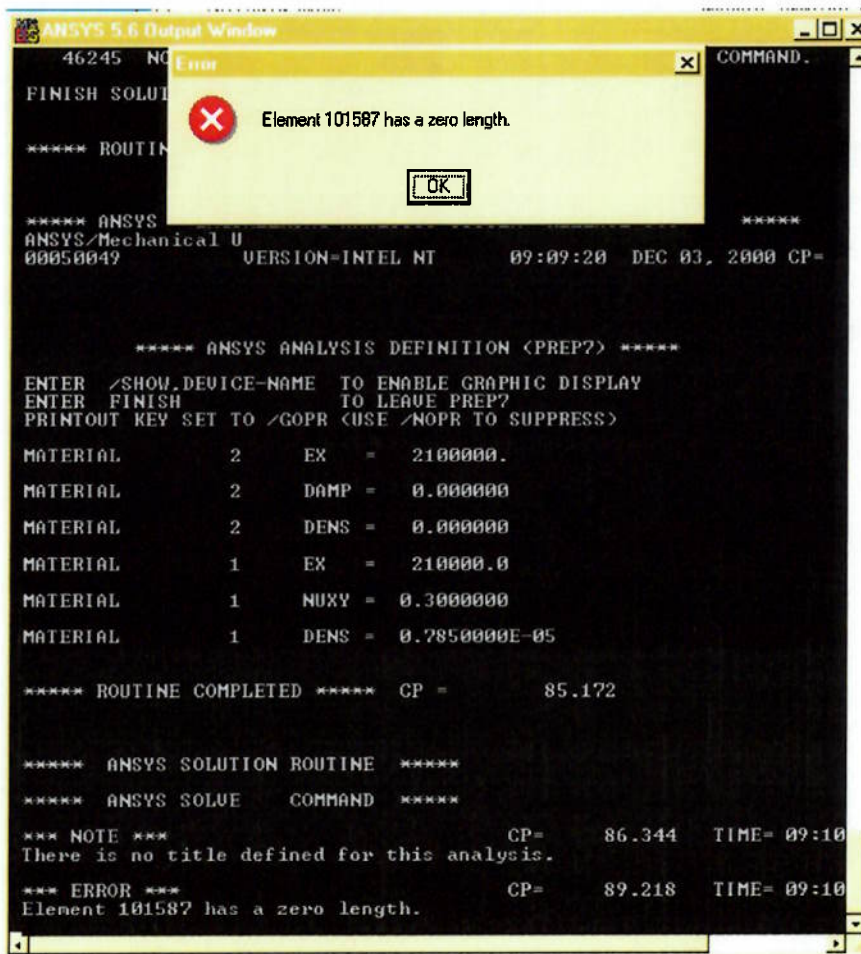 ANSYS 5.6 Output Window
46245 NO
COMMAND.
Error
FINISH SOLUT
Element 101587 has a zero length.
***** ROUTIN
OK
***** ANSYS
*****
ANSYS/Mechanical U
00050049 VERSION=INTEL NT 09:09:20 DEC 03, 2000 CP=
***** ANSYS ANALYSIS DEFINITION (PREP7) *****
ENTER /SHOW,DEVICE-NAME TO ENABLE GRAPHIC DISPLAY
ENTER FINISH TO LEAVE PREP7
PRINTOUT KEY SET TO /GOPR (USE /NOPR TO SUPPRESS)
MATERIAL 2 EX = 2100000.
MATERIAL 2 DAMP = 0.000000
MATERIAL 2 DENS = 0.000000
MATERIAL 1 EX = 210000.0
MATERIAL 1 NUXY = 0.3000000
MATERIAL 1 DENS = 0.7850000E-05
***** ROUTINE COMPLETED ***** CP = 85.172
***** ANSYS SOLUTION ROUTINE *****
***** ANSYS SOLVE COMMAND *****
*** NOTE *** CP= 86.344 TIME= 09:10
There is no title defined for this analysis.
*** ERROR *** CP= 89.218 TIME= 09:10
Element 101587 has a zero length.